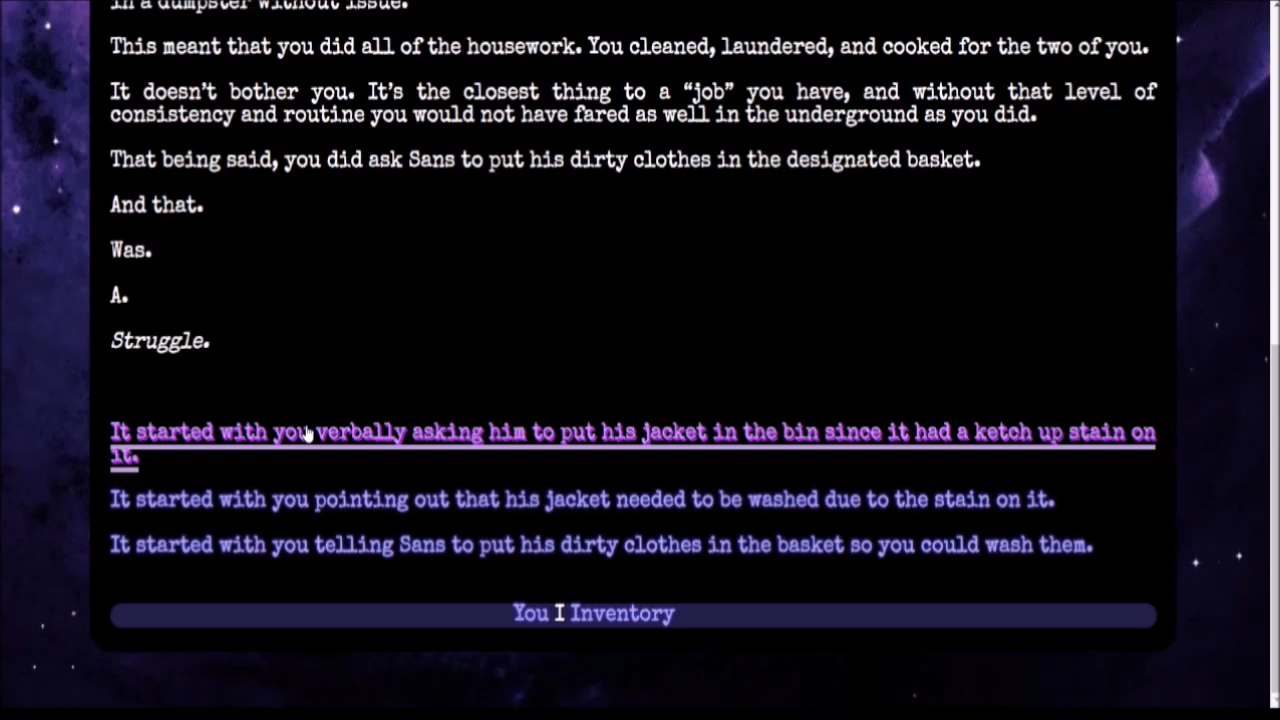 in a dumpster without issue.
This meant that you did all of the housework. You cleaned, laundered, and cooked for the two of you.
It doesn't bother you. It's the closest thing to a “job” you have, and without that level of
consistency and routine you would not have fared as well in the underground as you did.
That being said, you did ask Sans to put his dirty clothes in the designated basket.
And that.
Was.
A.
Struggle.
It started with you verbally asking him to put his jacket in the bin since it had a ketch up stain on
it.
It started with you pointing out that his jacket needed to be washed due to the stain on it.
It started with you telling Sans to put his dirty clothes in the basket so you could wash them.
You I Inventory